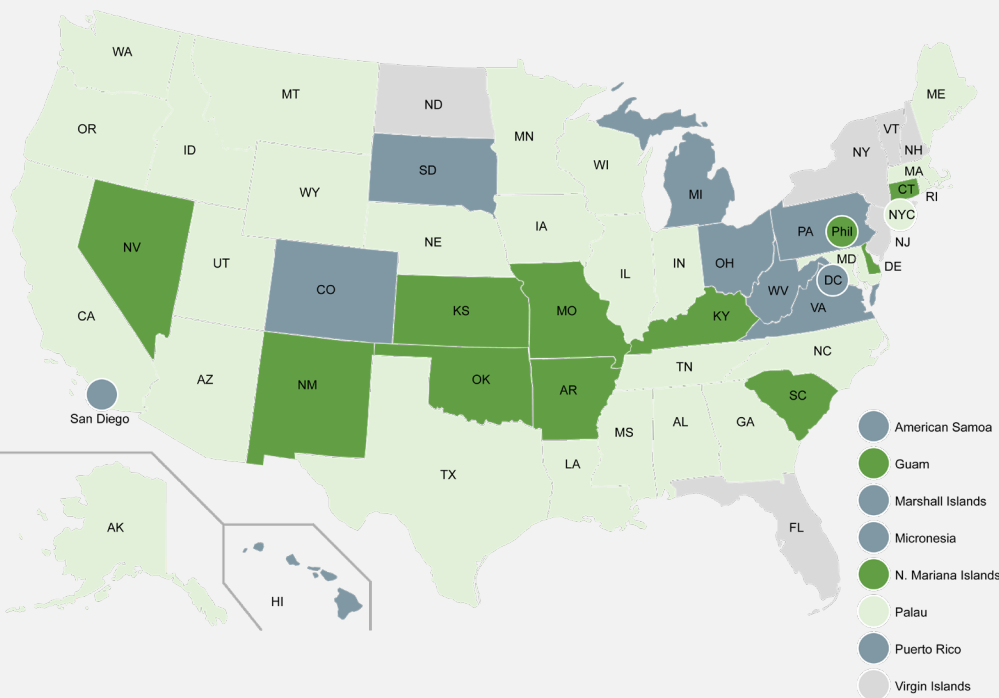 WA
MT
ND
ME
OR
ID
MN
VT
NH
NY
WI
SD
MI
MA
CT
RI
WY
NYC
IA
PA
Phil
NE
NJ
NV
UT
IL
IN
OH
MD
DE
DC
CO
WV
VA
CA
KS
MO
KY
NC
TN
AZ
NM
OK
AR
SC
San Diego
MS
AL
GA
American Samoa
LA
Guam
TX
Marshall Islands
AK
FL
Micronesia
N. Mariana Islands
HI
Palau
Puerto Rico
Virgin Islands